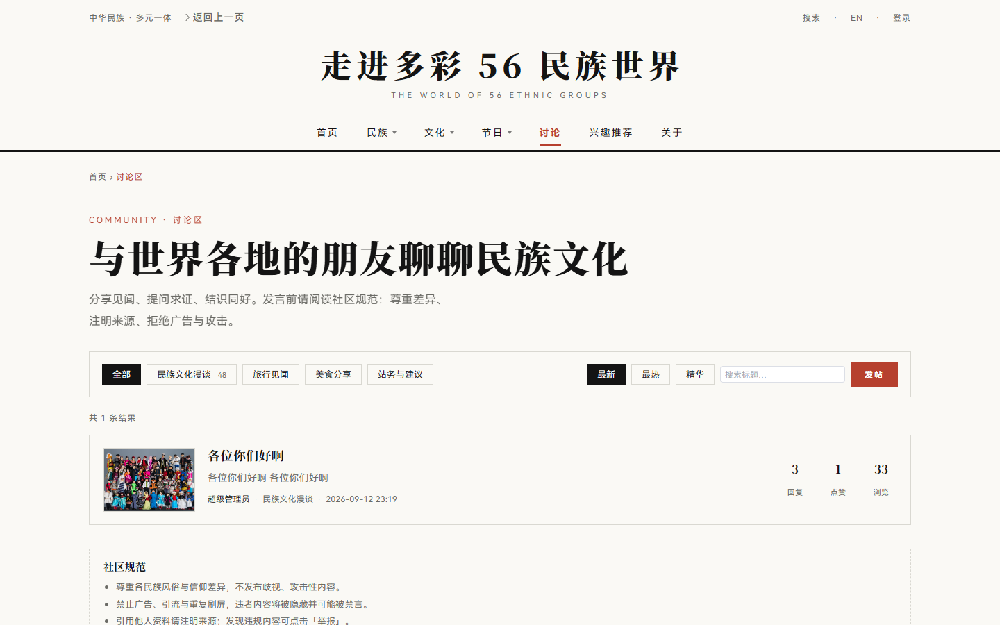 中华民族 · 多元一体 返回上一页 搜索 · EN · 登录
走进多彩 56 民族世界
THE WORLD OF 56 ETHNIC GROUPS
首页 民族 文化 节日 讨论 兴趣推荐 关于
首页 › 讨论区
COMMUNITY · 讨论区
与世界各地的朋友聊聊民族文化
分享见闻、提问求证、结识同好。发言前请阅读社区规范：尊重差异、
注明来源、拒绝广告与攻击。
全部 民族文化漫谈 48 旅行见闻 美食分享 站务与建议 最新 最热 精华 搜索标题... 发帖
共 1 条结果
各位你们好啊
各位你们好啊 各位你们好啊
超级管理员 · 民族文化漫谈 · 2026-09-12 23:19
3 1 33
回复 点赞 浏览
社区规范
尊重各民族风俗与信仰差异，不发布歧视、攻击性内容。
禁止广告、引流与重复刷屏，违者内容将被隐藏并可能被禁言。
引用他人资料请注明来源；发现违规内容可点击「举报」。